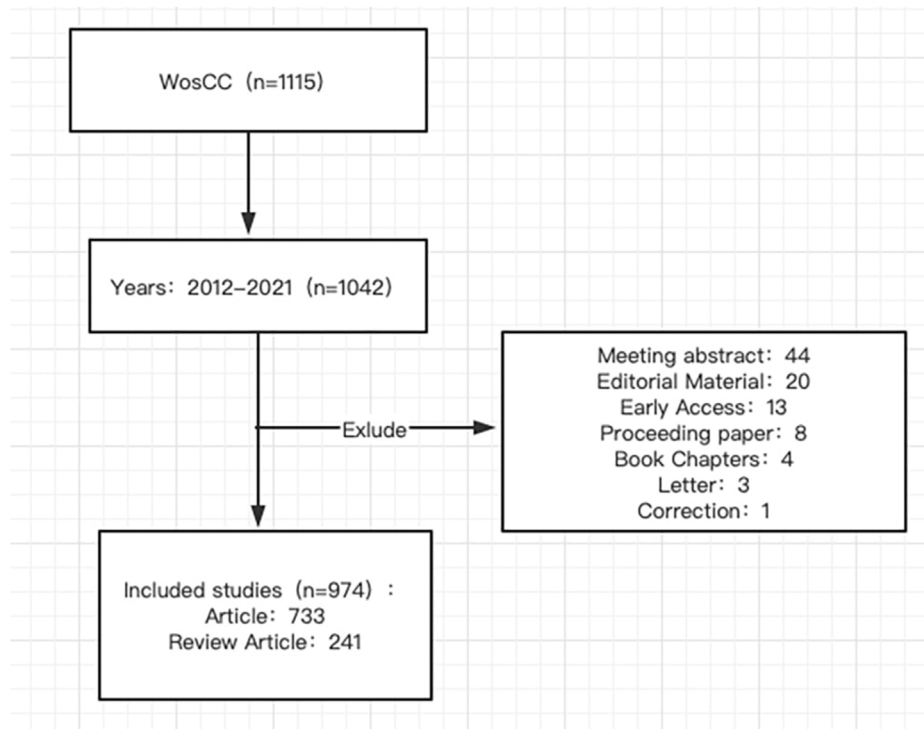 WosCC（n=1115）
Years：2012–2021（n=1042）
Exlude
Meeting abstract：44
Editorial Material：20
Early Access：13
Proceeding paper：8
Book Chapters：4
Letter：3
Correction：1
Included studies（n=974）：
Article：733
Review Article：241